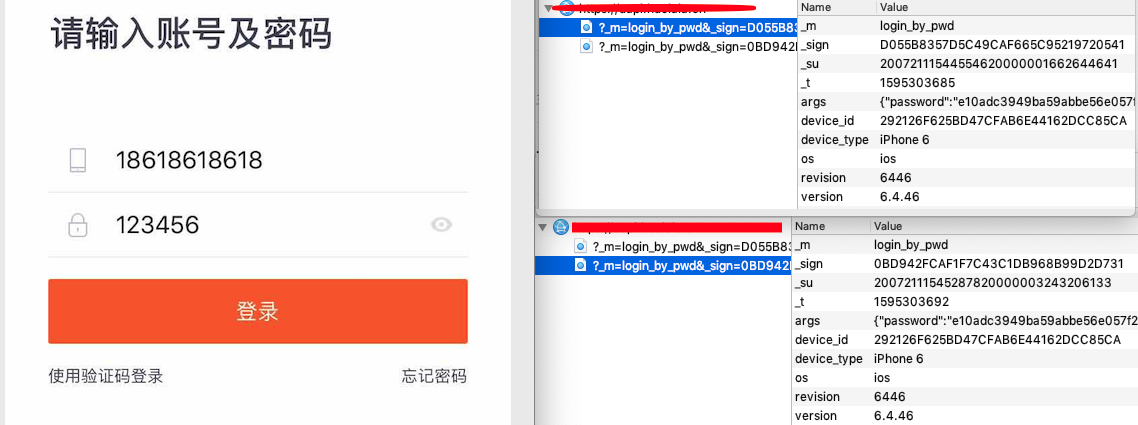 请输入账号及密码
18618618618
123456
登录
使用验证码登录
忘记密码
?_m=login_by_pwd&_sign=D055B83
?_m=login_by_pwd&_sign=0BD942
Name Value
_m login_by_pwd
_sign D055B8357D5C49CAF665C95219720541
_su 20072111544554620000001662644641
_t 1595303685
args {"password":"e10adc3949ba59abbe56e057f
device_id 292126F625BD47CFAB6E44162DCC85CA
device_type iPhone 6
os ios
revision 6446
version 6.4.46
?_m=login_by_pwd&_sign=D055B83
?_m=login_by_pwd&_sign=0BD942
Name Value
_m login_by_pwd
_sign 0BD942FCAF1F7C43C1DB968B99D2D731
_su 20072111545287820000003243206133
_t 1595303692
args {"password":"e10adc3949ba59abbe56e057f2
device_id 292126F625BD47CFAB6E44162DCC85CA
device_type iPhone 6
os ios
revision 6446
version 6.4.46